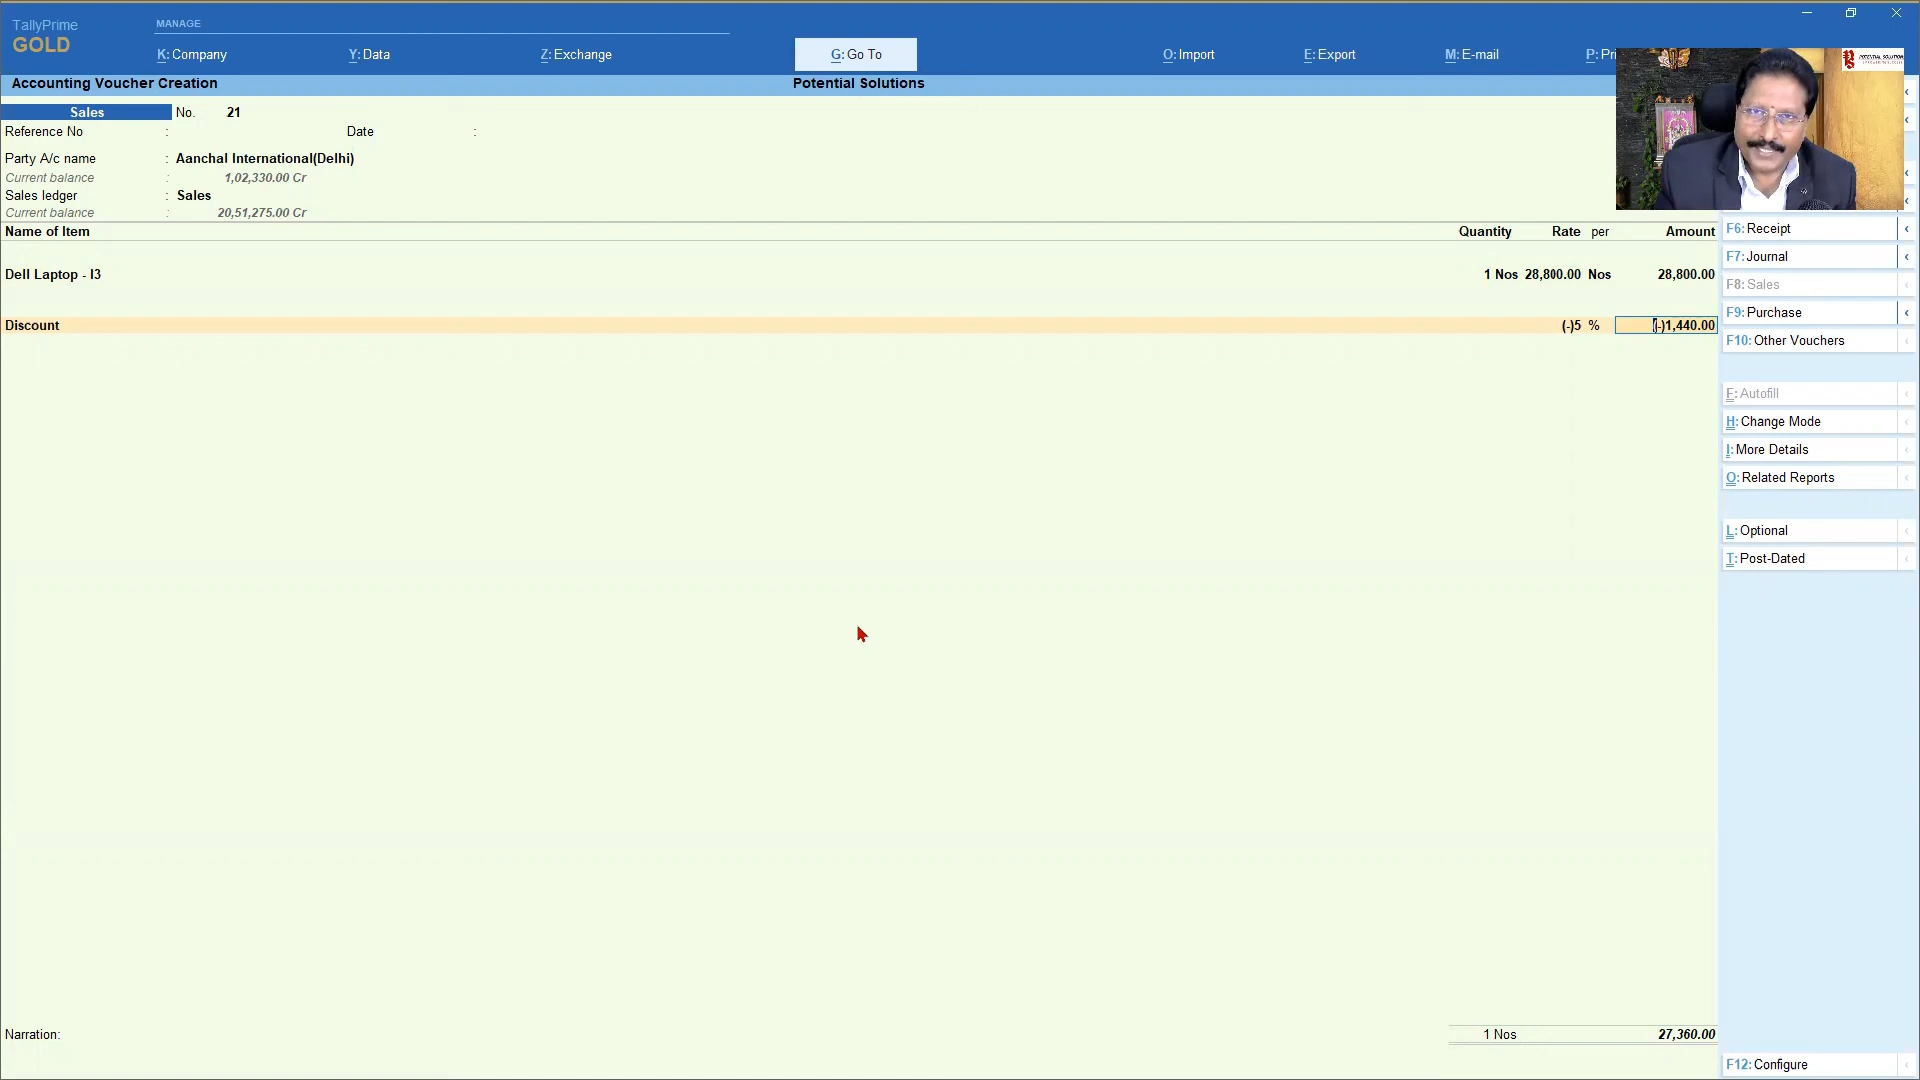 TallyPrime
GOLD
MANAGE
K: Company
Y: Data
Z: Exchange
G: Go To
O: Import
E: Export
M: E-mail
P: Pri
Accounting Voucher Creation
Potential Solutions
Sales No. 21
Reference No : Date :
Party A/c name : Aanchal International(Delhi)
Current balance : 1,02,330.00 Cr
Sales ledger : Sales
Current balance : 20,51,275.00 Cr
Name of Item Quantity Rate per Amount
Dell Laptop - I3 1 Nos 28,800.00 Nos 28,800.00
Discount (-)5 % (-)1,440.00
Narration: 1 Nos 27,360.00
POTENTIAL SOLUTION
F6: Receipt
F7: Journal
F8: Sales
F9: Purchase
F10: Other Vouchers
F: Autofill
H: Change Mode
I: More Details
O: Related Reports
L: Optional
T: Post-Dated
F12: Configure